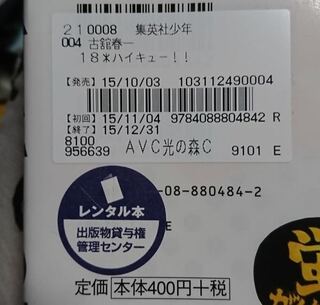 210008 集英社少年
004 古舘春一
18*ハイキュー！！
【発売】 15/10/03 103112490004
【初回】 15/11/04 9784088804842 R
【終了】 15/12/31
8100
956639 AVC光の森C 9101 E
-08-880484-2
E
レンタル本
出版物貸与権
管理センター
定価 本体400円+税
蛍
ガ